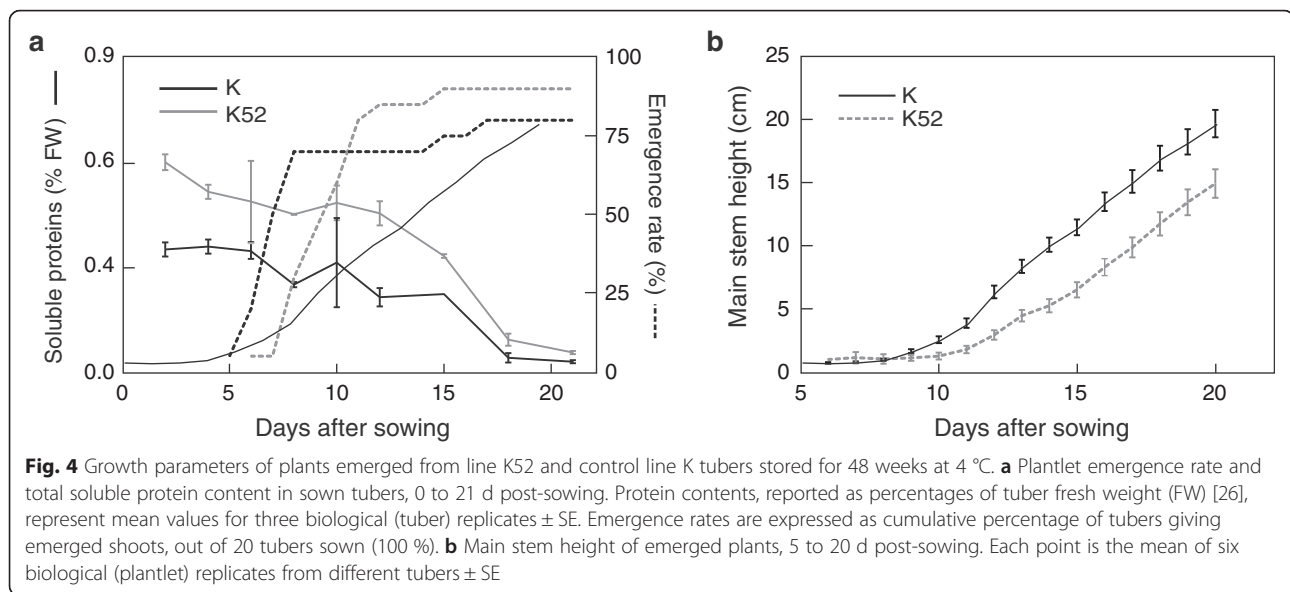 a
0.9
0.6
0.4
0.0
Soluble proteins (% FW)
K
K52
100
75
50
25
0
Emergence rate (%)
0 5 10 15 20
Days after sowing
b
25
20
15
10
5
0
Main stem height (cm)
K
K52
5 10 15 20
Days after sowing
Fig. 4 Growth parameters of plants emerged from line K52 and control line K tubers stored for 48 weeks at 4 °C. a Plantlet emergence rate and
total soluble protein content in sown tubers, 0 to 21 d post-sowing. Protein contents, reported as percentages of tuber fresh weight (FW) [26],
represent mean values for three biological (tuber) replicates ± SE. Emergence rates are expressed as cumulative percentage of tubers giving
emerged shoots, out of 20 tubers sown (100 %). b Main stem height of emerged plants, 5 to 20 d post-sowing. Each point is the mean of six
biological (plantlet) replicates from different tubers ± SE